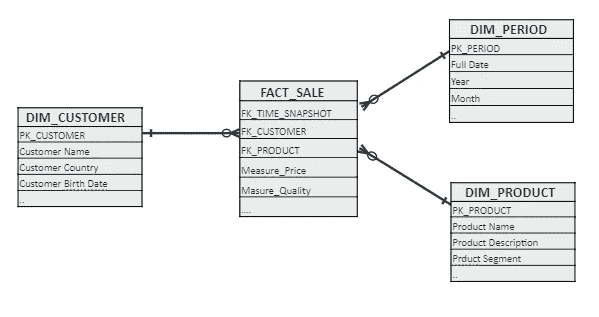 DIM_CUSTOMER
PK_CUSTOMER
Customer Name
Customer Country
Customer Birth Date
..
FACT_SALE
FK_TIME_SNAPSHOT
FK_CUSTOMER
FK_PRODUCT
Measure_Price
Masure_Quality
....
DIM_PERIOD
PK_PERIOD
Full Date
Year
Month
..
DIM_PRODUCT
PK_PRODUCT
Product Name
Product Description
Prduct Segment
..